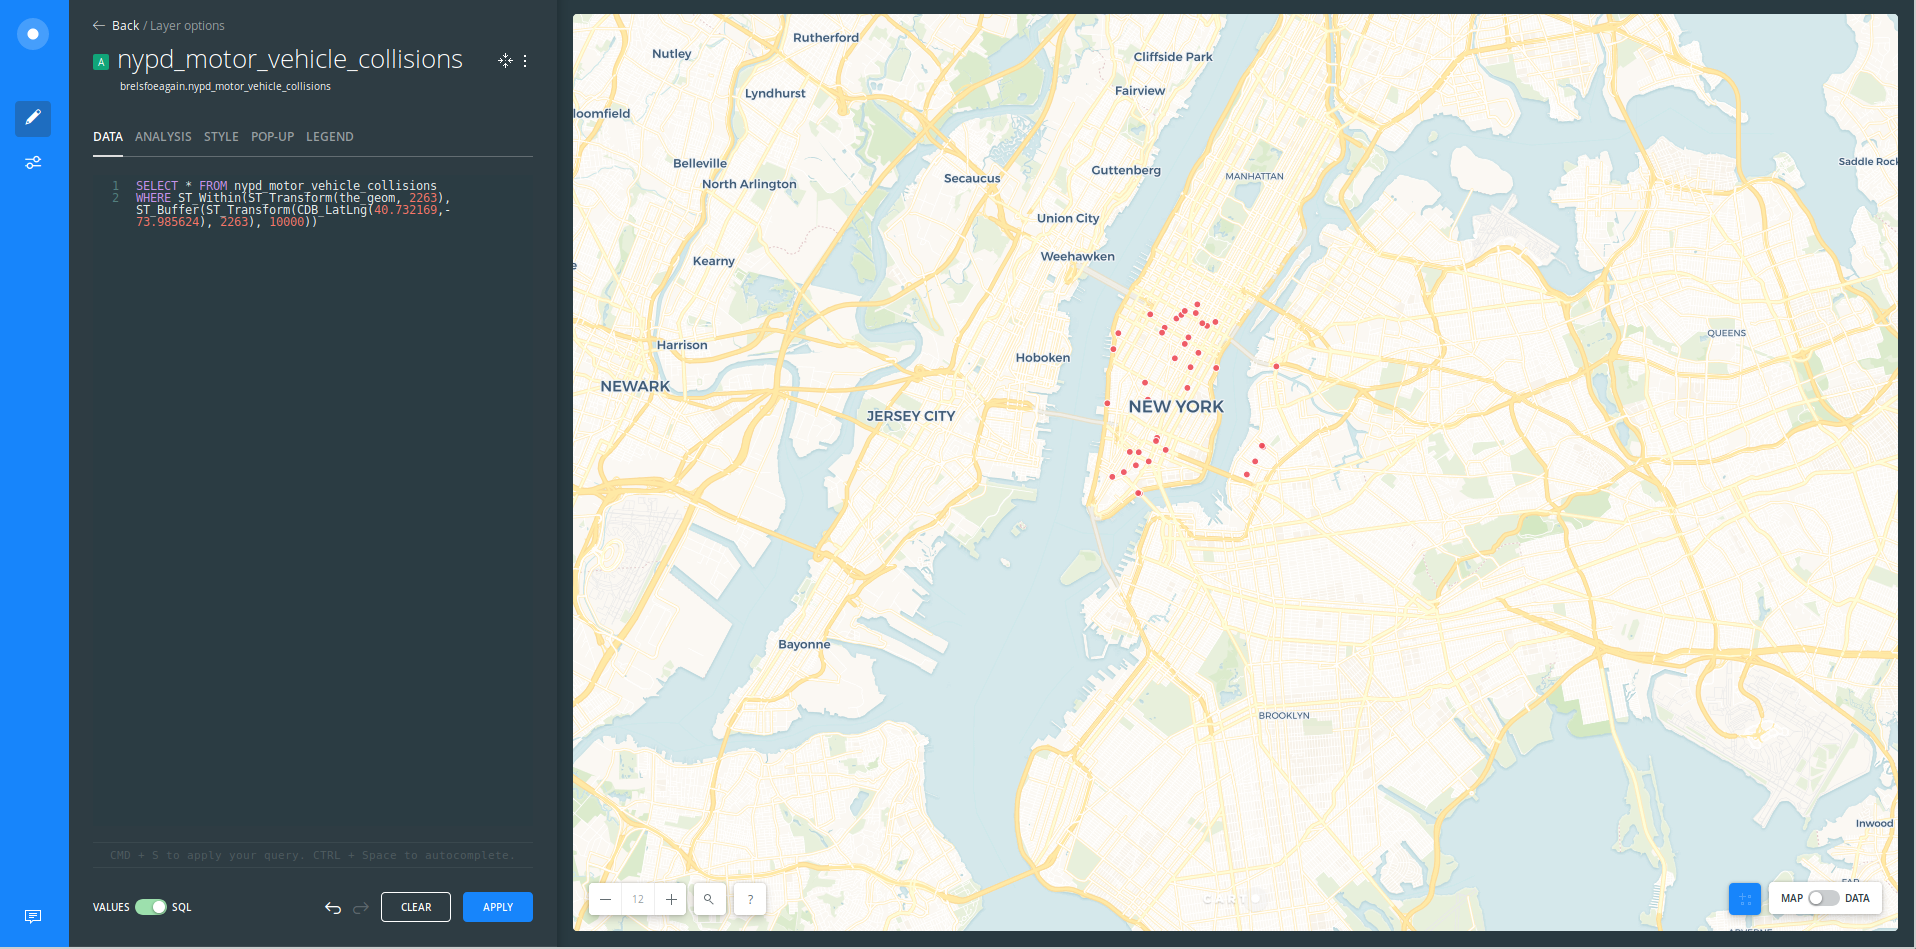 Back / Layer options
A nypd_motor_vehicle_collisions
brelsfoeagain.nypd_motor_vehicle_collisions
DATA ANALYSIS STYLE POP-UP LEGEND
1 SELECT * FROM nypd_motor_vehicle_collisions
2 WHERE ST_Within(ST_Transform(the_geom, 2263),
ST_Buffer(ST_Transform(CDB_LatLng(40.732169,-
73.985624), 2263), 10000))
CMD + S to apply your query. CTRL + Space to autocomplete.
VALUES SQL
CLEAR
APPLY
Rutherford
Nutley
Cliffside Park
Lyndhurst
Fairview
loomfield
Belleville
Saddle Rock
North Arlington
Secaucus
Guttenberg
MANHATTAN
Union City
Weehawken
Kearny
e
Harrison
QUEENS
Hoboken
NEWARK
NEW YORK
JERSEY CITY
Bayonne
BROOKLYN
Inwood
12
?
CARTO
MAP DATA